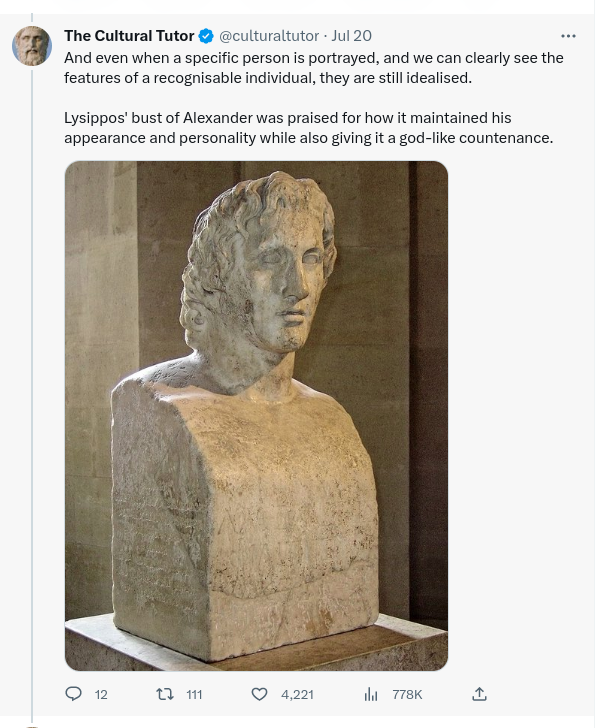 The Cultural Tutor @culturaltutor · Jul 20
And even when a specific person is portrayed, and we can clearly see the
features of a recognisable individual, they are still idealised.
Lysippos' bust of Alexander was praised for how it maintained his
appearance and personality while also giving it a god-like countenance.
12 111 4,221 778K